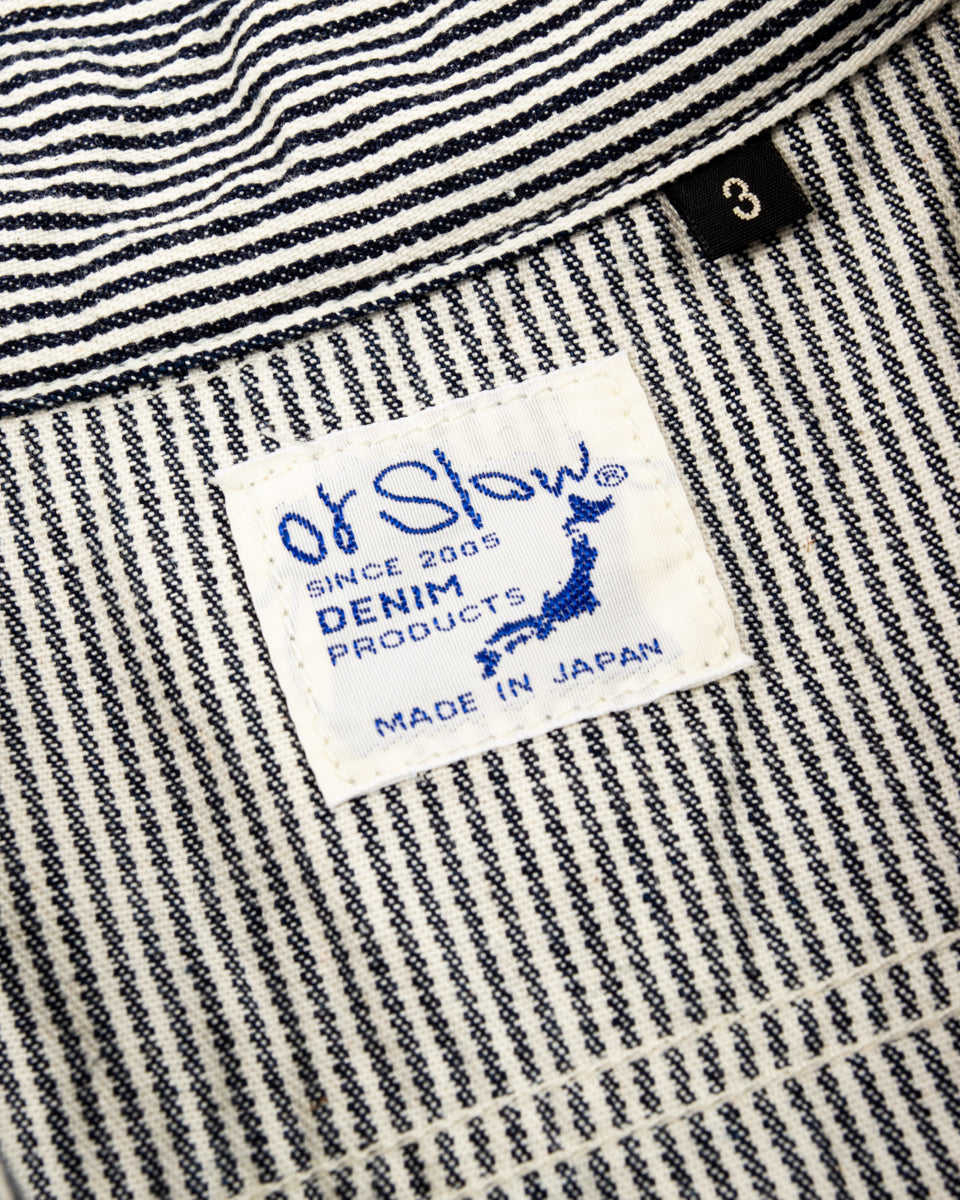 3
or Slow®
SINCE 2005
DENIM
PRODUCTS
MADE IN JAPAN